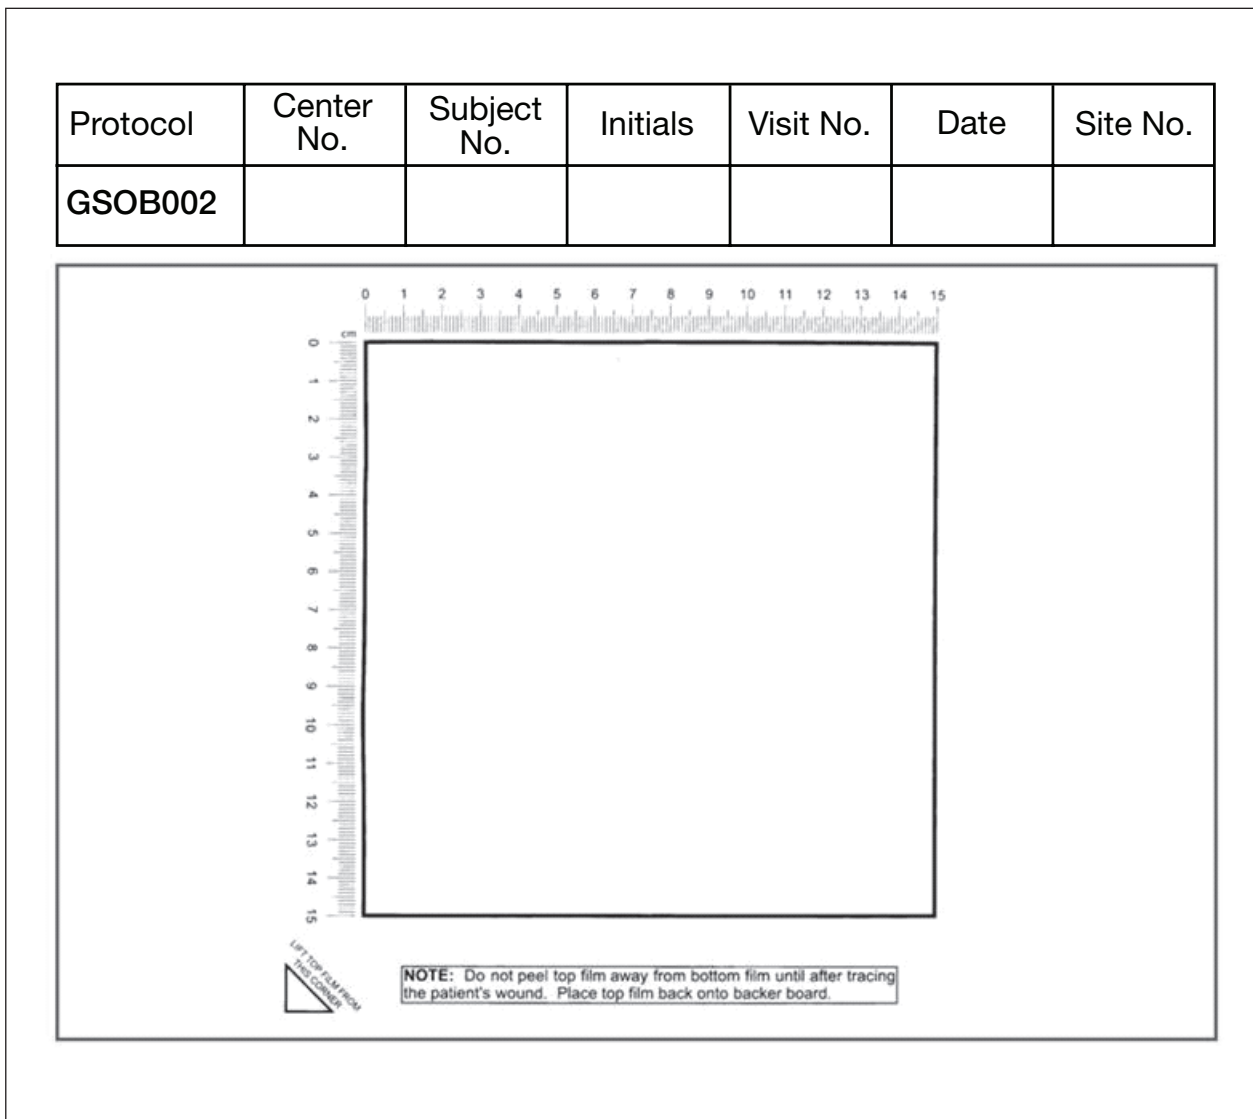 Protocol
Center
No.
Subject
No.
Initials
Visit No.
Date
Site No.
GSOB002
0 1 2 3 4 5 6 7 8 9 10 11 12 13 14 15
cm
0
1
2
3
4
5
6
7
8
9
10
11
12
13
14
15
LIFT TOP FILM FROM
THIS CORNER
NOTE: Do not peel top film away from bottom film until after tracing
the patient's wound. Place top film back onto backer board.